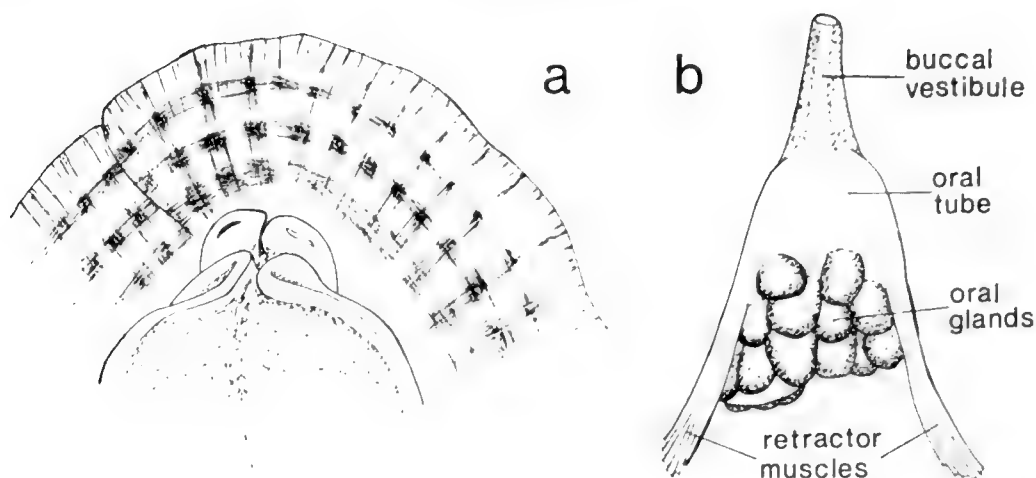 a
b
buccal
vestibule
oral
tube
oral
glands
retractor
muscles